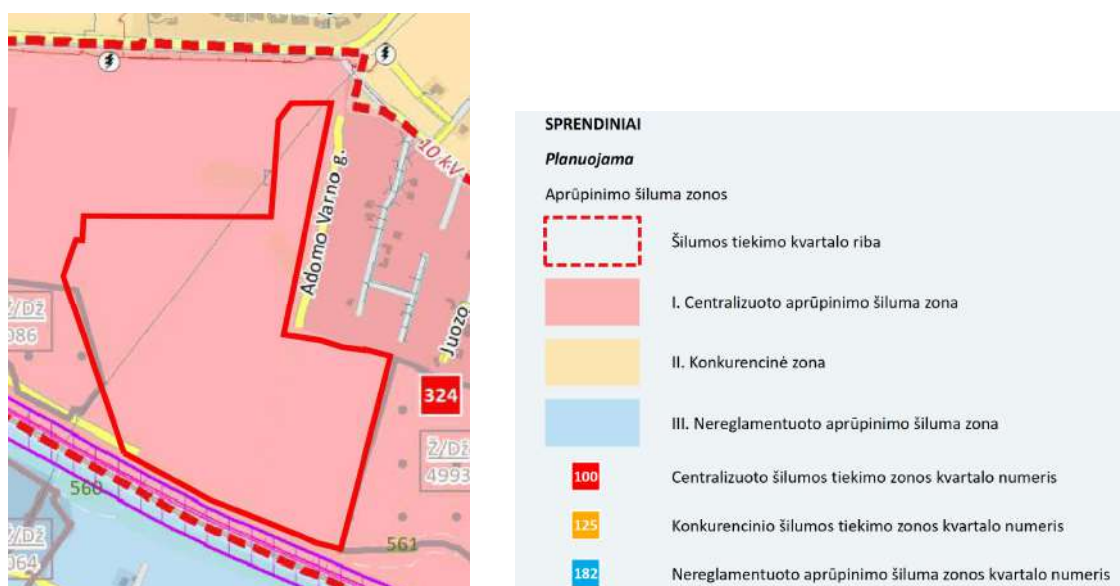 10 kV
Adomo Varno g.
Juozo
Ž/Dž
086
324
Ž/Dž
4993
560
561
Ž/Dž
064
SPRENDINIAI
Planuojama
Aprūpinimo šiluma zonos
Šilumos tiekimo kvartalo riba
I. Centralizuoto aprūpinimo šiluma zona
II. Konkurencinė zona
III. Nereglamentuoto aprūpinimo šiluma zona
100 Centralizuoto šilumos tiekimo zonos kvartalo numeris
125 Konkurencinio šilumos tiekimo zonos kvartalo numeris
182 Nereglamentuoto aprūpinimo šiluma zonos kvartalo numeris